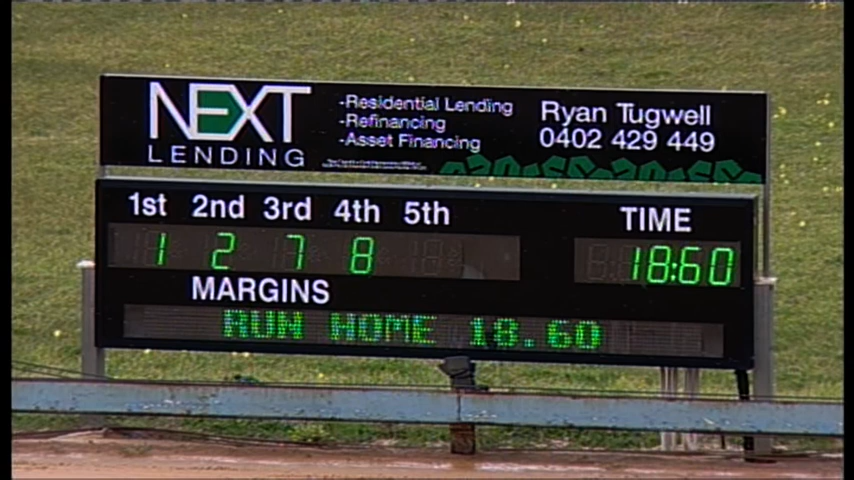 NEXT
LENDING
-Residential Lending
-Refinancing
-Asset Financing
Ryan Tugwell
0402 429 449
1st 2nd 3rd 4th 5th TIME
1 2 7 8 18:60
MARGINS
RUN HOME 18.60